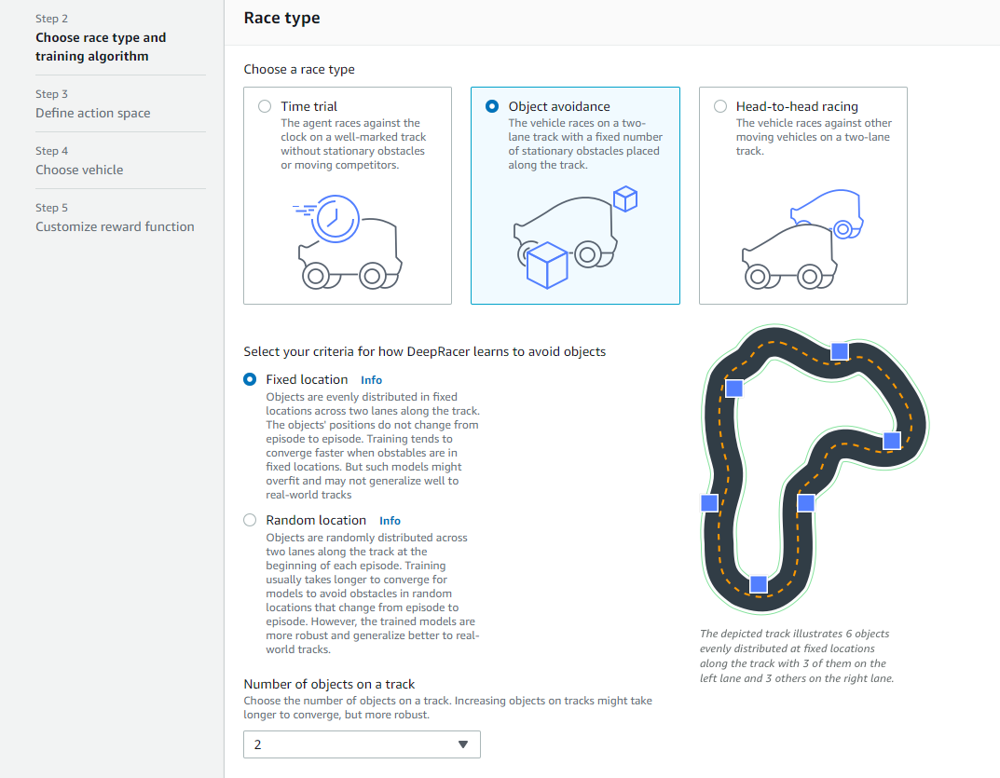 Step 2
Choose race type and
training algorithm
Step 3
Define action space
Step 4
Choose vehicle
Step 5
Customize reward function
Race type
Choose a race type
Time trial
The agent races against the
clock on a well-marked track
without stationary obstacles
or moving competitors.
Object avoidance
The vehicle races on a two-
lane track with a fixed number
of stationary obstacles placed
along the track.
Head-to-head racing
The vehicle races against other
moving vehicles on a two-lane
track.
Select your criteria for how DeepRacer learns to avoid objects
Fixed location Info
Objects are evenly distributed in fixed
locations across two lanes along the track.
The objects' positions do not change from
episode to episode. Training tends to
converge faster when obstables are in
fixed locations. But such models might
overfit and may not generalize well to
real-world tracks
Random location Info
Objects are randomly distributed across
two lanes along the track at the
beginning of each episode. Training
usually takes longer to converge for
models to avoid obstacles in random
locations that change from episode to
episode. However, the trained models are
more robust and generalize better to real-
world tracks.
The depicted track illustrates 6 objects
evenly distributed at fixed locations
along the track with 3 of them on the
left lane and 3 others on the right lane.
Number of objects on a track
Choose the number of objects on a track. Increasing objects on tracks might take
longer to converge, but more robust.
2